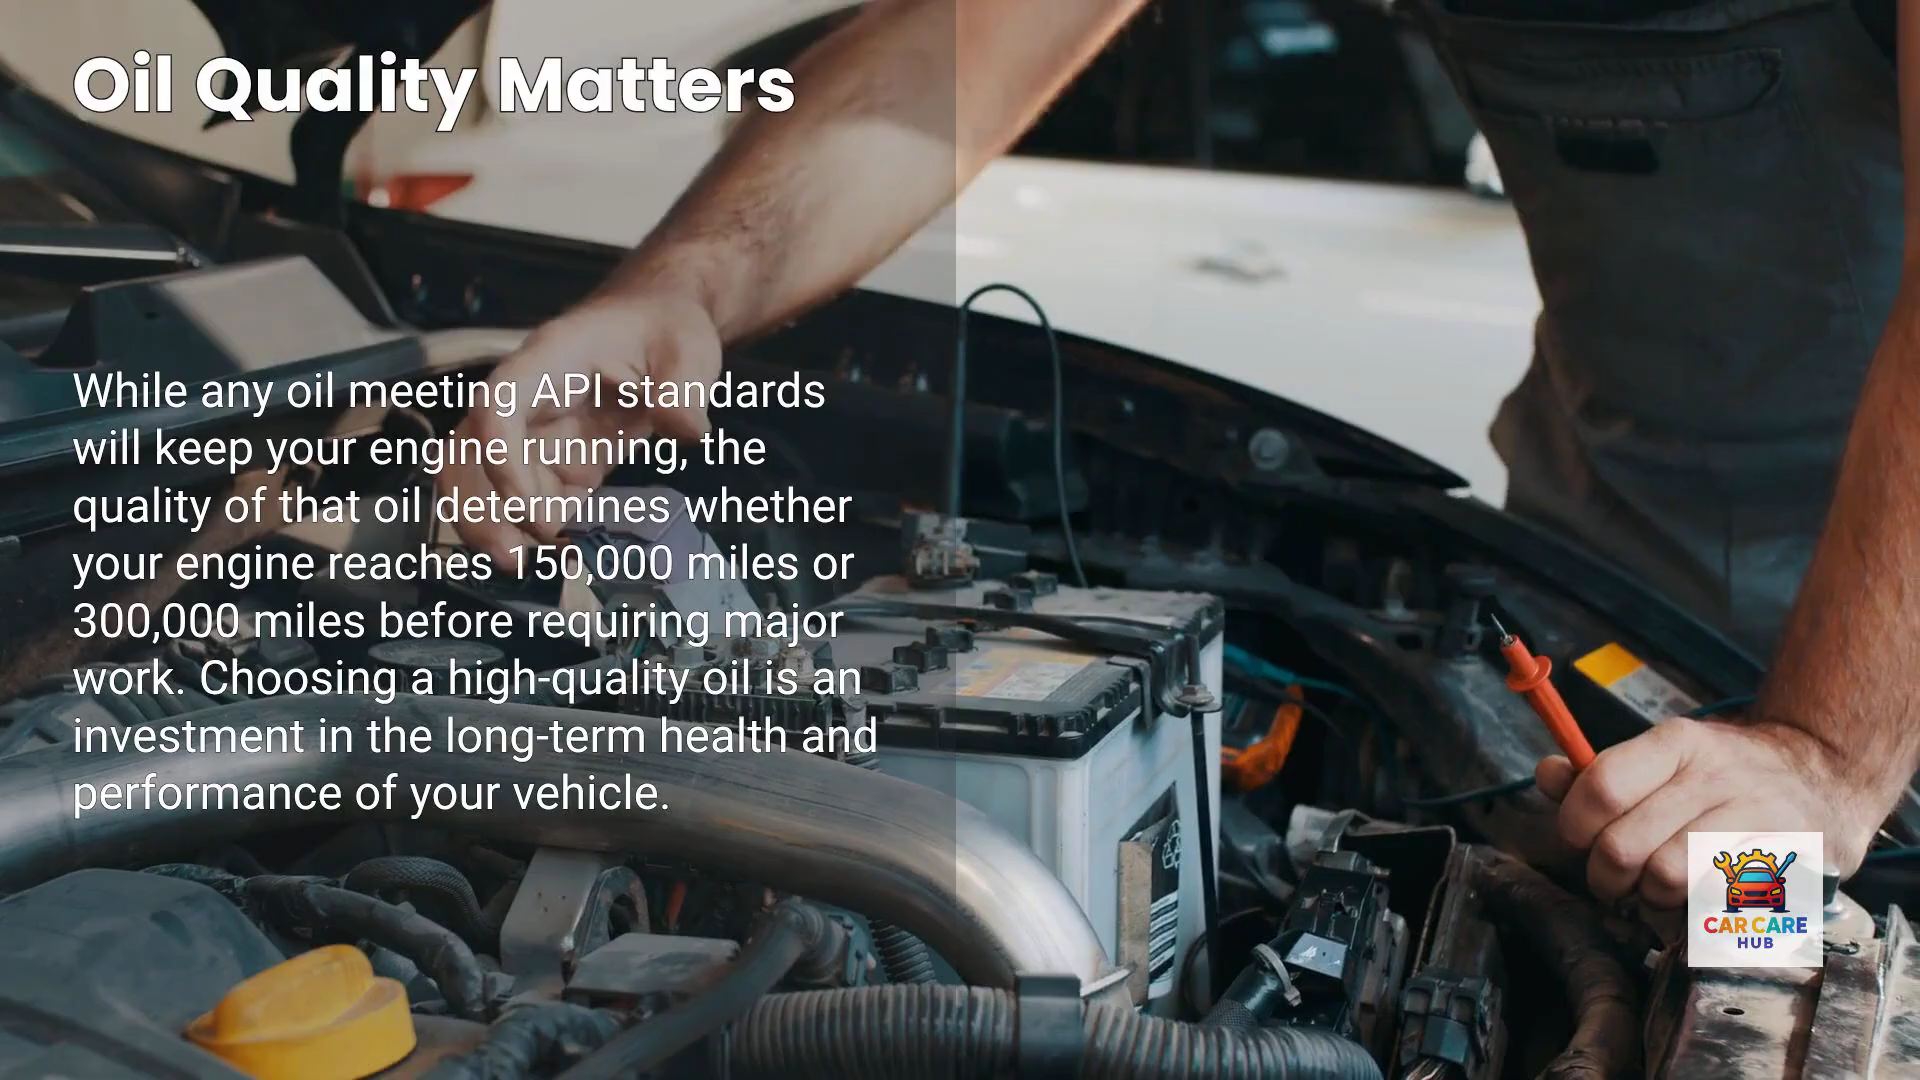 Oil Quality Matters
While any oil meeting API standards
will keep your engine running, the
quality of that oil determines whether
your engine reaches 150,000 miles or
300,000 miles before requiring major
work. Choosing a high-quality oil is an
investment in the long-term health and
performance of your vehicle.
CAR CARE
HUB